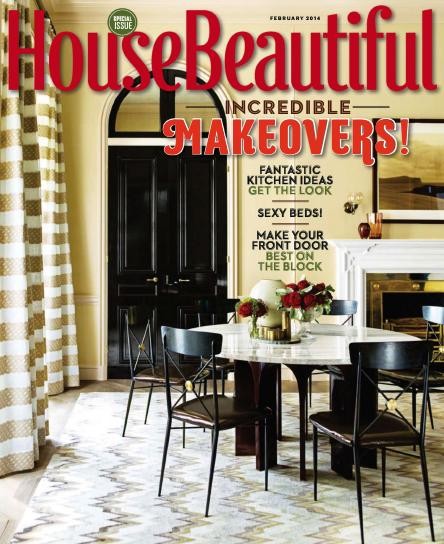 SPECIAL
ISSUE
FEBRUARY 2014
HouseBeautiful
INCREDIBLE
MAKEOVERS!
FANTASTIC
KITCHEN IDEAS
GET THE LOOK
SEXY BEDS!
MAKE YOUR
FRONT DOOR
BEST ON
THE BLOCK